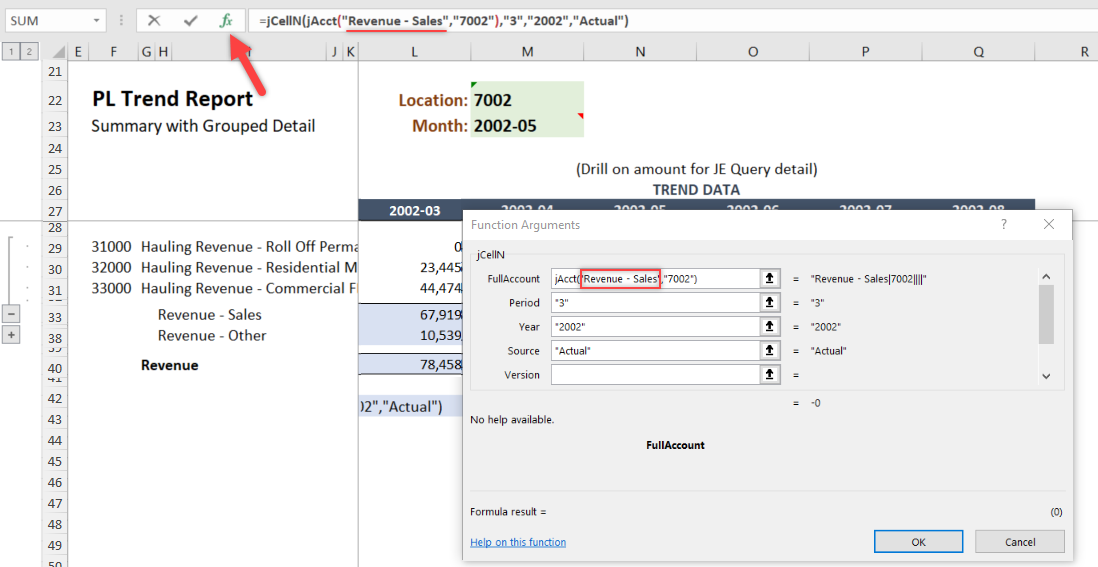 SUM
fx
=jCellN(jAcct("Revenue - Sales","7002"),"3","2002","Actual")
1 2
E F G H J K L M N O P Q R
21
22 PL Trend Report Location: 7002
23 Summary with Grouped Detail Month: 2002-05
24
25 (Drill on amount for JE Query detail)
26 TREND DATA
27 2002-03 2002-04 2002-05 2002-06 2002-07 2002-08
28
29 31000 Hauling Revenue - Roll Off Perma 0
30 32000 Hauling Revenue - Residential M 23,445
31 33000 Hauling Revenue - Commercial F 44,474
33 Revenue - Sales 67,919
38 Revenue - Other 10,539
39
40 Revenue 78,458
41
42 02","Actual")
43
44
45
46
47
48
49
50
Function Arguments
?
jCellN
FullAccount jAcct("Revenue - Sales","7002") = "Revenue - Sales|7002||||"
Period "3" = "3"
Year "2002" = "2002"
Source "Actual" = "Actual"
Version =
= -0
No help available.
FullAccount
Formula result = (0)
Help on this function
OK
Cancel